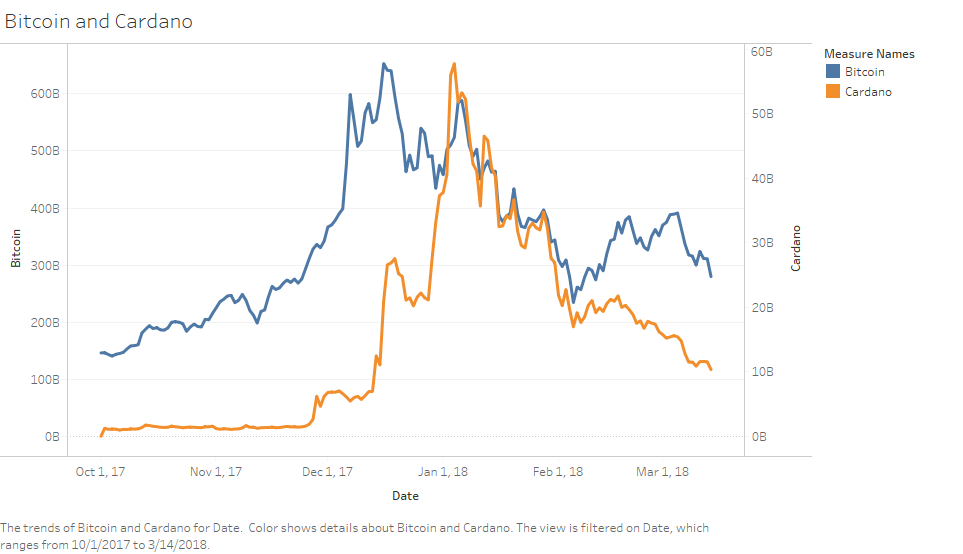 Bitcoin and Cardano
Measure Names
Bitcoin
Cardano
600B
500B
400B
300B
200B
100B
0B
Bitcoin
60B
50B
40B
30B
20B
10B
0B
Cardano
Oct 1, 17
Nov 1, 17
Dec 1, 17
Jan 1, 18
Feb 1, 18
Mar 1, 18
Date
The trends of Bitcoin and Cardano for Date. Color shows details about Bitcoin and Cardano. The view is filtered on Date, which
ranges from 10/1/2017 to 3/14/2018.